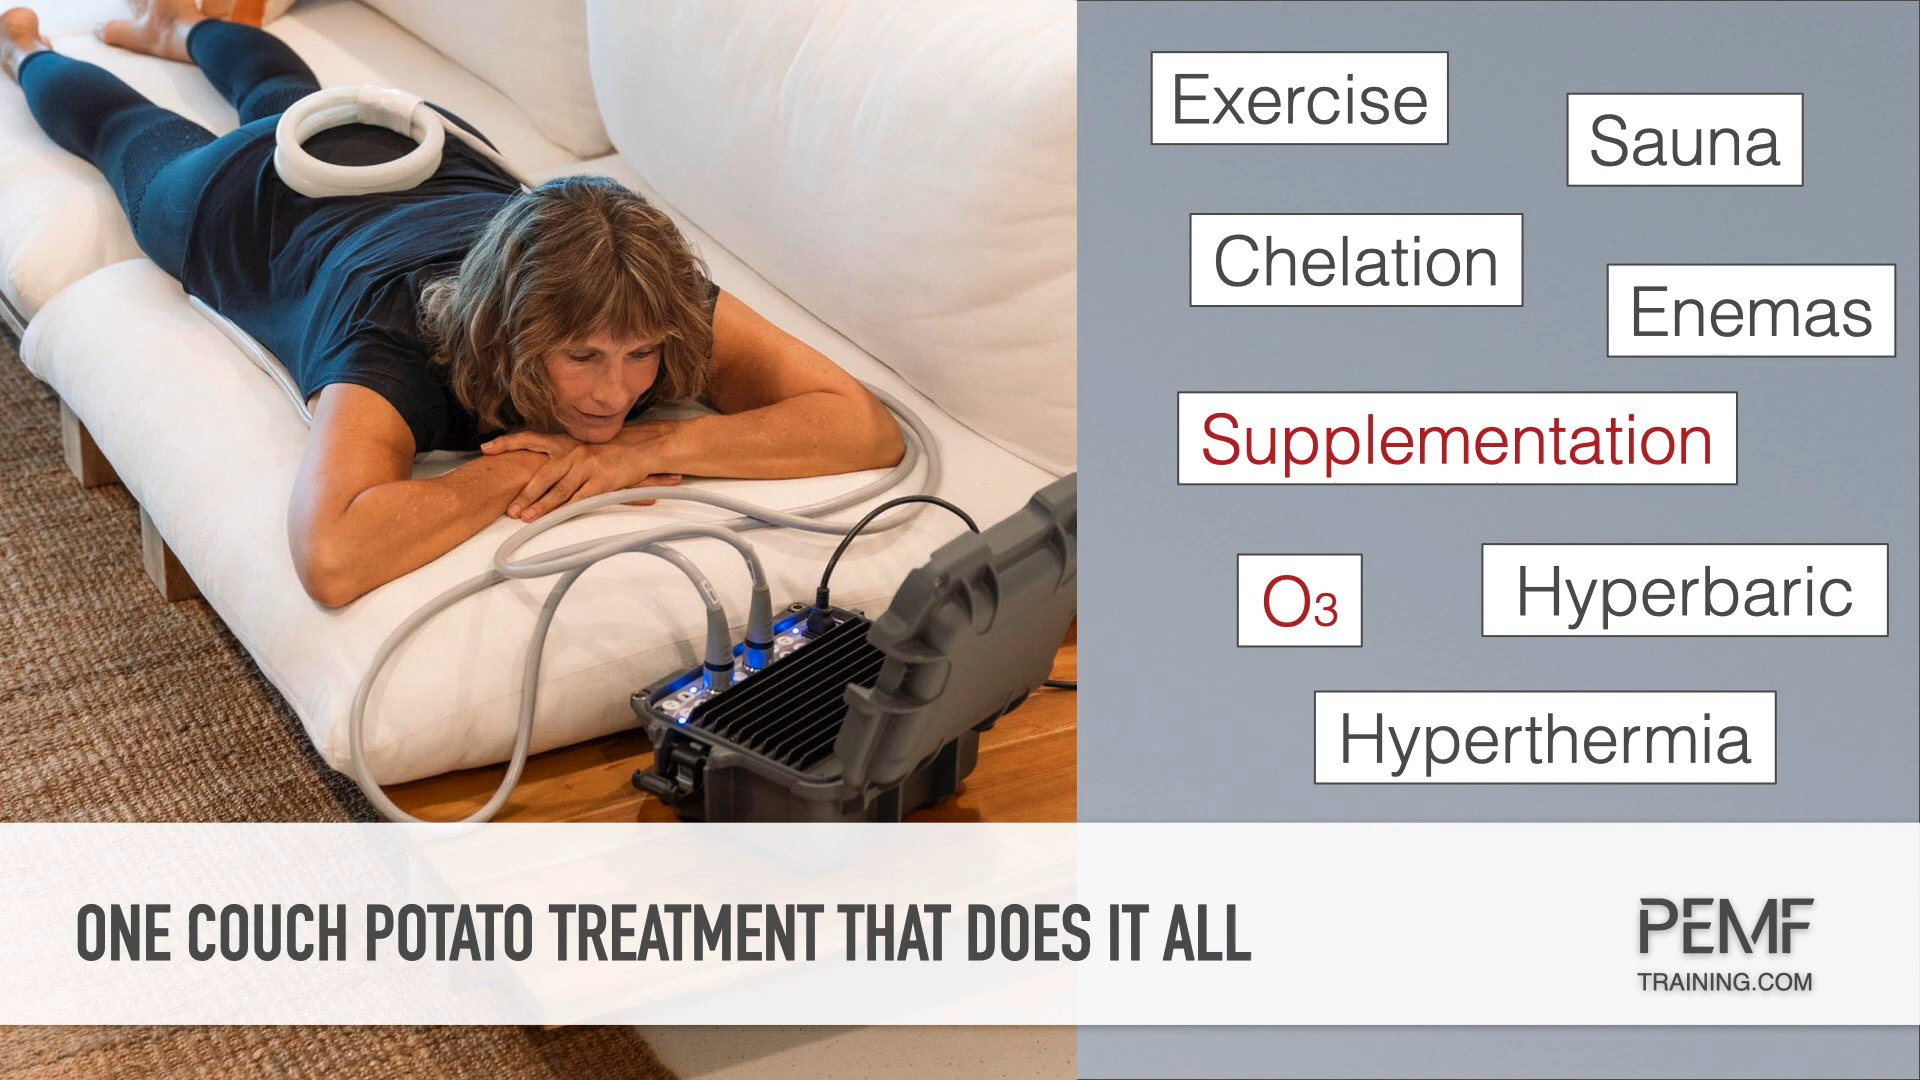 Exercise
Sauna
Chelation
Enemas
Supplementation
O3
Hyperbaric
Hyperthermia
ONE COUCH POTATO TREATMENT THAT DOES IT ALL
PEMF
TRAINING.COM